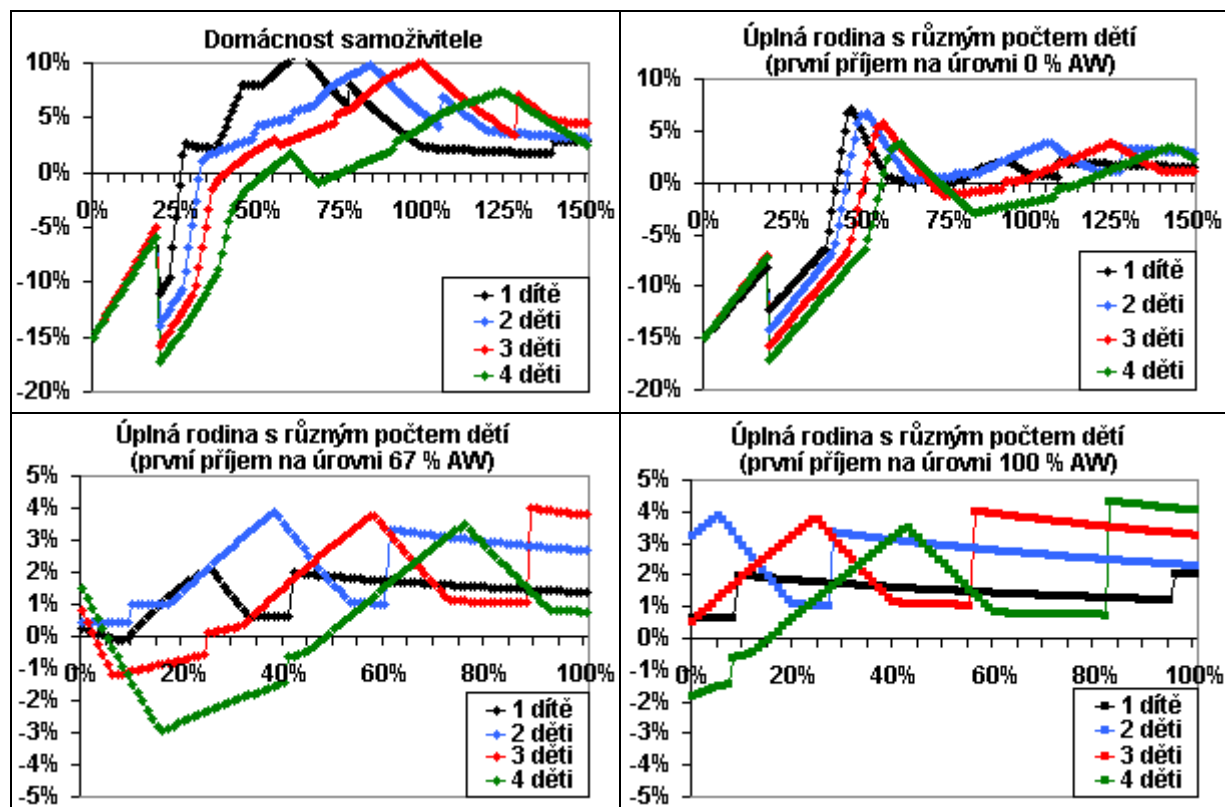 Domácnost samoživitele
10%
5%
0%
-5%
-10%
-15%
-20%
0%
25%
50%
75%
100%
125%
150%
1 dítě
2 děti
3 děti
4 děti
Úplná rodina s různým počtem dětí
(první příjem na úrovni 0 % AW)
10%
5%
0%
-5%
-10%
-15%
-20%
0%
25%
50%
75%
100%
125%
150%
1 dítě
2 děti
3 děti
4 děti
Úplná rodina s různým počtem dětí
(první příjem na úrovni 67 % AW)
5%
4%
3%
2%
1%
0%
-1%
-2%
-3%
-4%
-5%
0%
20%
40%
60%
80%
100%
1 dítě
2 děti
3 děti
4 děti
Úplná rodina s různým počtem dětí
(první příjem na úrovni 100 % AW)
5%
4%
3%
2%
1%
0%
-1%
-2%
-3%
-4%
-5%
0%
20%
40%
60%
80%
100%
1 dítě
2 děti
3 děti
4 děti